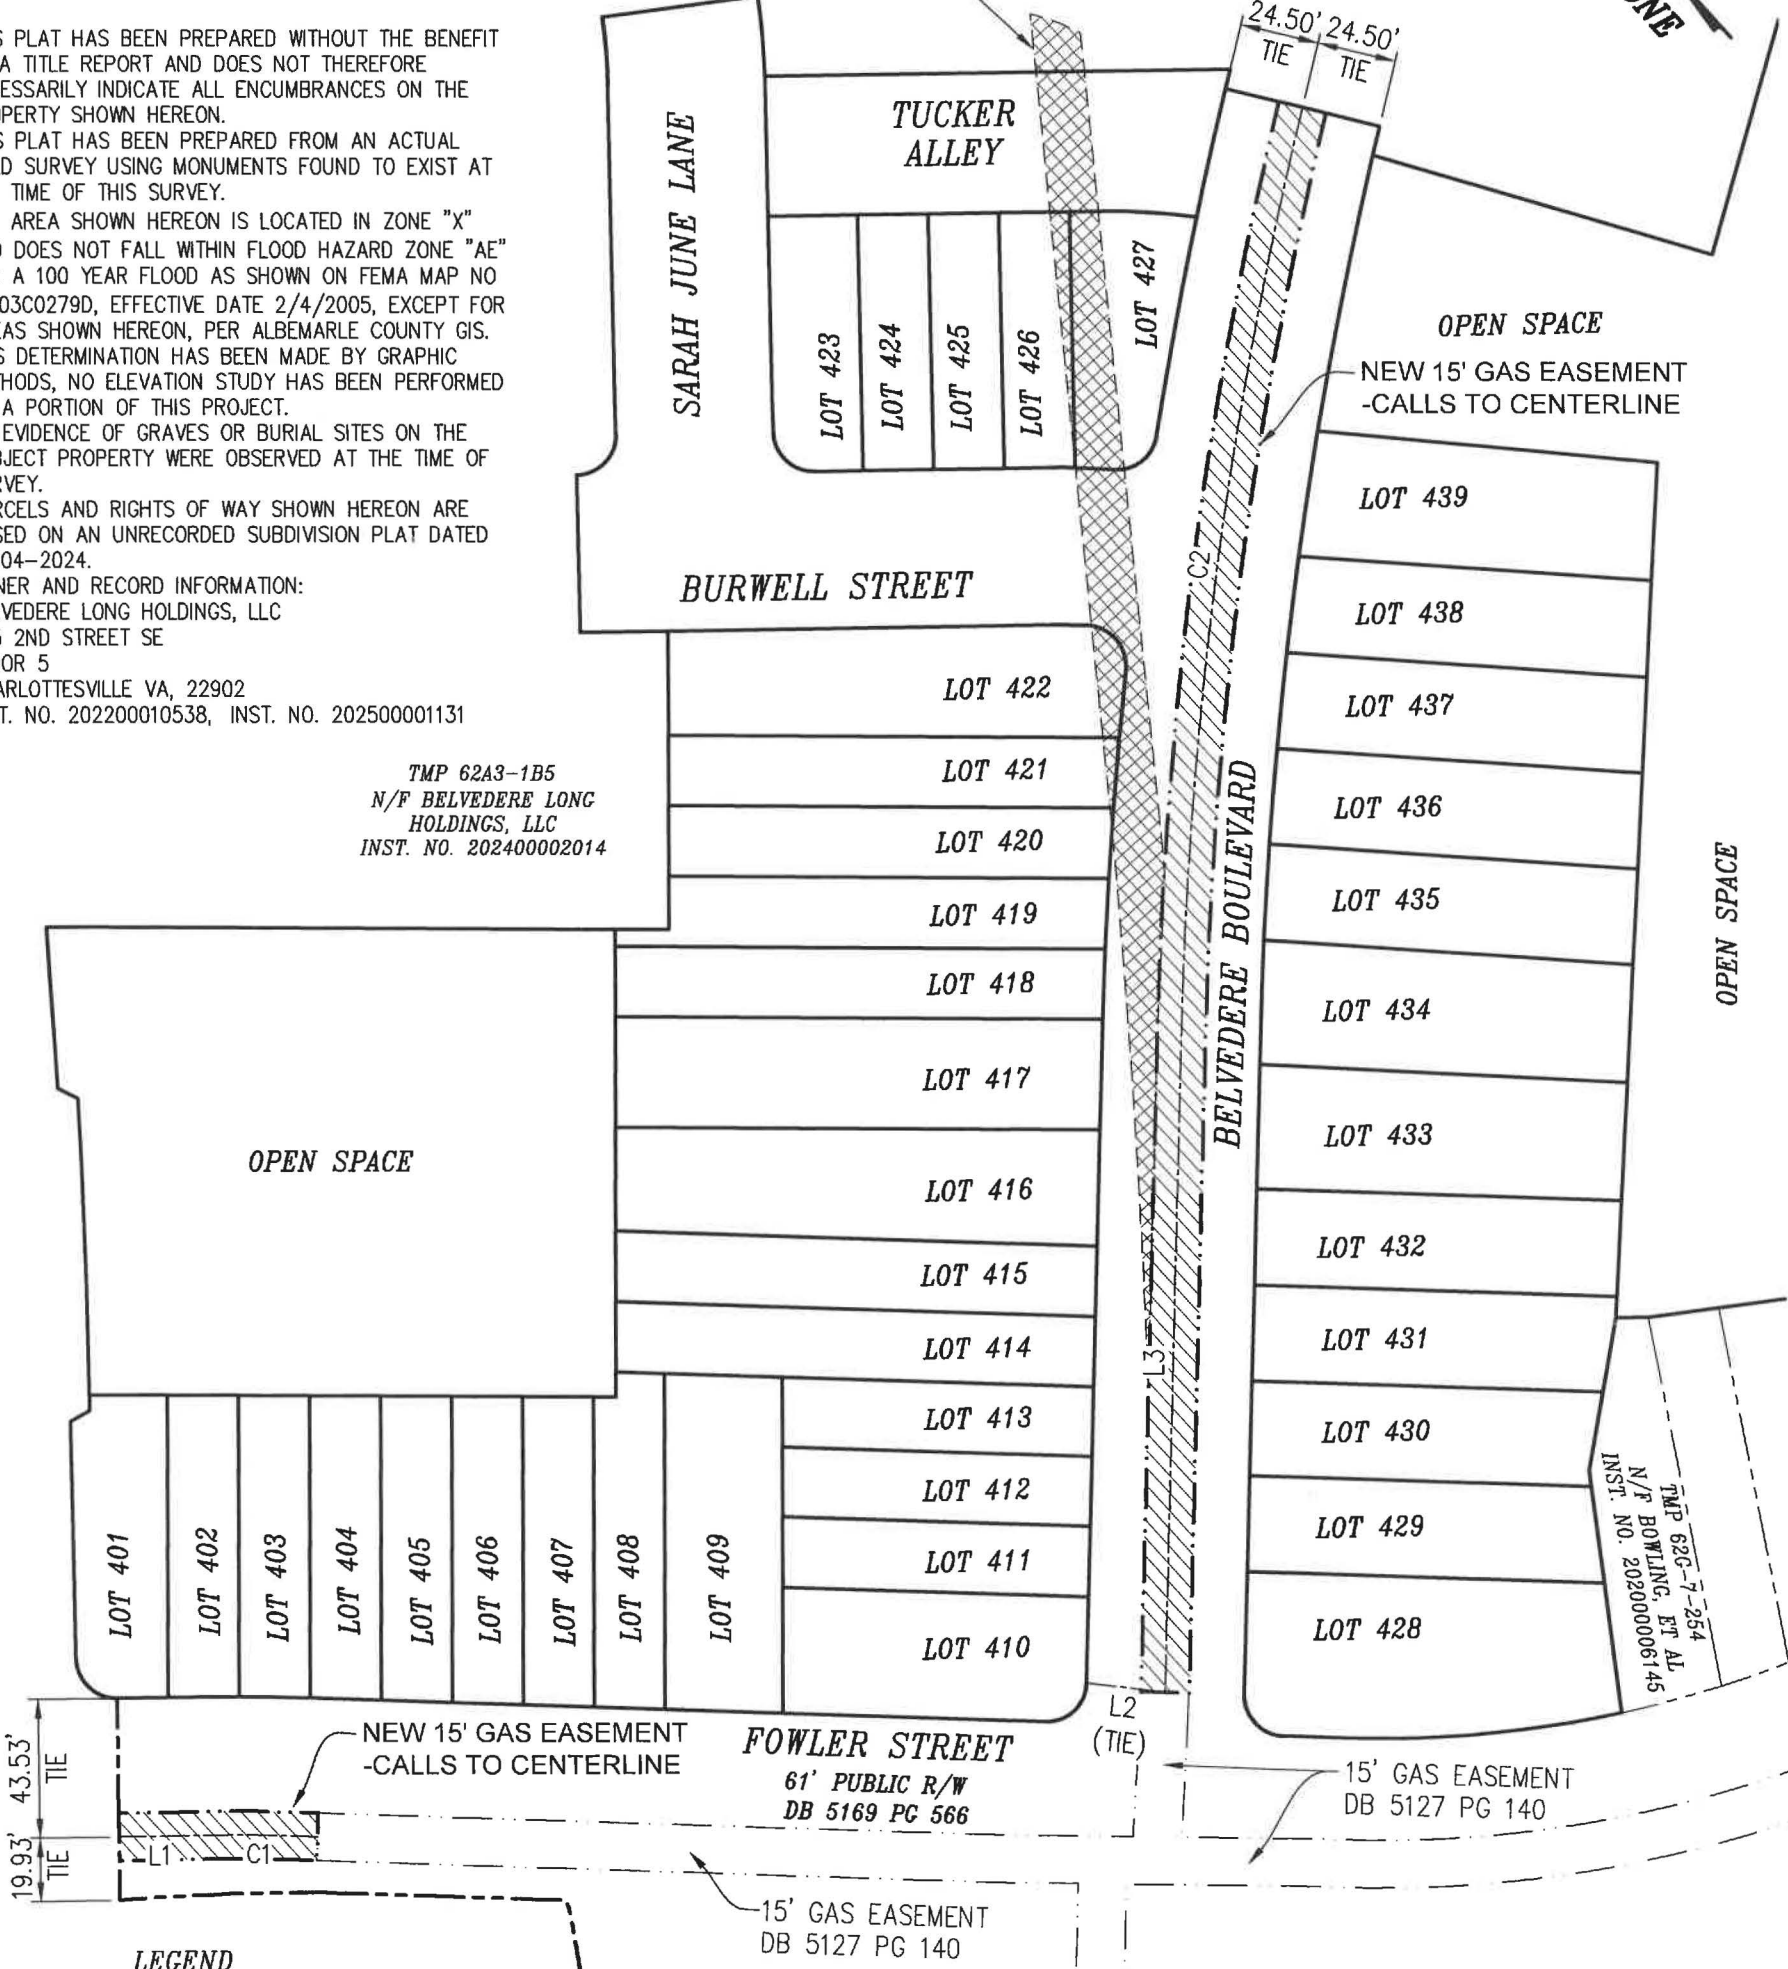 PLAT HAS BEEN PREPARED WITHOUT THE BENEFIT
A TITLE REPORT AND DOES NOT THEREFORE
ESSARILY INDICATE ALL ENCUMBRANCES ON THE
PERTY SHOWN HEREON.
S PLAT HAS BEEN PREPARED FROM AN ACTUAL
D SURVEY USING MONUMENTS FOUND TO EXIST AT
TIME OF THIS SURVEY.
AREA SHOWN HEREON IS LOCATED IN ZONE "X"
DOES NOT FALL WITHIN FLOOD HAZARD ZONE "AE"
A 100 YEAR FLOOD AS SHOWN ON FEMA MAP NO
03C0279D, EFFECTIVE DATE 2/4/2005, EXCEPT FOR
EAS SHOWN HEREON, PER ALBEMARLE COUNTY GIS.
S DETERMINATION HAS BEEN MADE BY GRAPHIC
THODS, NO ELEVATION STUDY HAS BEEN PERFORMED
A PORTION OF THIS PROJECT.
EVIDENCE OF GRAVES OR BURIAL SITES ON THE
BJECT PROPERTY WERE OBSERVED AT THE TIME OF
RVEY.
RCELS AND RIGHTS OF WAY SHOWN HEREON ARE
SED ON AN UNRECORDED SUBDIVISION PLAT DATED
04-2024.
NER AND RECORD INFORMATION:
VEDERE LONG HOLDINGS, LLC
2ND STREET SE
OR 5
ARLOTTESVILLE VA, 22902
T. NO. 202200010538, INST. NO. 202500001131
24.50' 24.50'
TIE TIE
ONE
TUCKER
ALLEY
SARAH JUNE LANE
LOT 423
LOT 424
LOT 425
LOT 426
LOT 427
OPEN SPACE
NEW 15' GAS EASEMENT
-CALLS TO CENTERLINE
C2
BURWELL STREET
LOT 439
LOT 438
LOT 437
LOT 436
LOT 435
LOT 434
LOT 433
LOT 432
LOT 431
LOT 430
LOT 429
LOT 428
OPEN SPACE
BELVEDERE BOULEVARD
TMP 62A3-1B5
N/F BELVEDERE LONG
HOLDINGS, LLC
INST. NO. 202400002014
LOT 422
LOT 421
LOT 420
LOT 419
LOT 418
LOT 417
LOT 416
LOT 415
LOT 414
LOT 413
LOT 412
LOT 411
LOT 410
L3
OPEN SPACE
LOT 401
LOT 402
LOT 403
LOT 404
LOT 405
LOT 406
LOT 407
LOT 408
LOT 409
TMP 62G-7-254
N/F BOWLING, ET AL
INST. NO. 202000006145
L2
(TIE)
43.53'
TIE
19.93'
TIE
NEW 15' GAS EASEMENT
-CALLS TO CENTERLINE
L1
C1
FOWLER STREET
61' PUBLIC R/W
DB 5169 PG 566
15' GAS EASEMENT
DB 5127 PG 140
15' GAS EASEMENT
DB 5127 PG 140
LEGEND